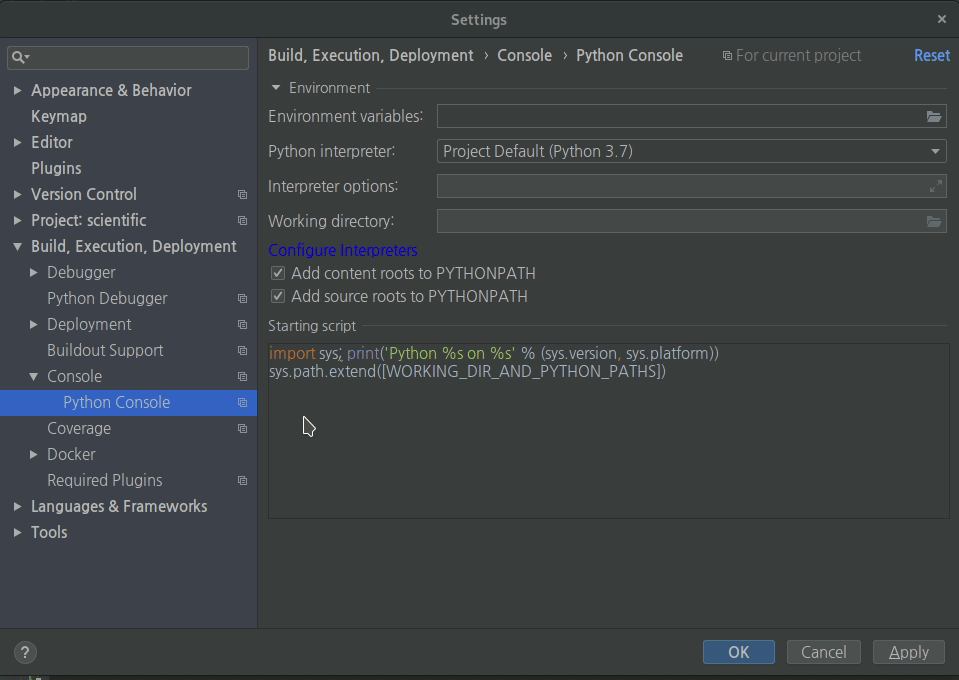 Settings
Appearance & Behavior
Keymap
Editor
Plugins
Version Control
Project: scientific
Build, Execution, Deployment
Debugger
Python Debugger
Deployment
Buildout Support
Console
Python Console
Coverage
Docker
Required Plugins
Languages & Frameworks
Tools
Build, Execution, Deployment › Console › Python Console For current project Reset
Environment
Environment variables:
Python interpreter: Project Default (Python 3.7)
Interpreter options:
Working directory:
Configure Interpreters
Add content roots to PYTHONPATH
Add source roots to PYTHONPATH
Starting script
import sys; print('Python %s on %s' % (sys.version, sys.platform))
sys.path.extend([WORKING_DIR_AND_PYTHON_PATHS])
? OK Cancel Apply